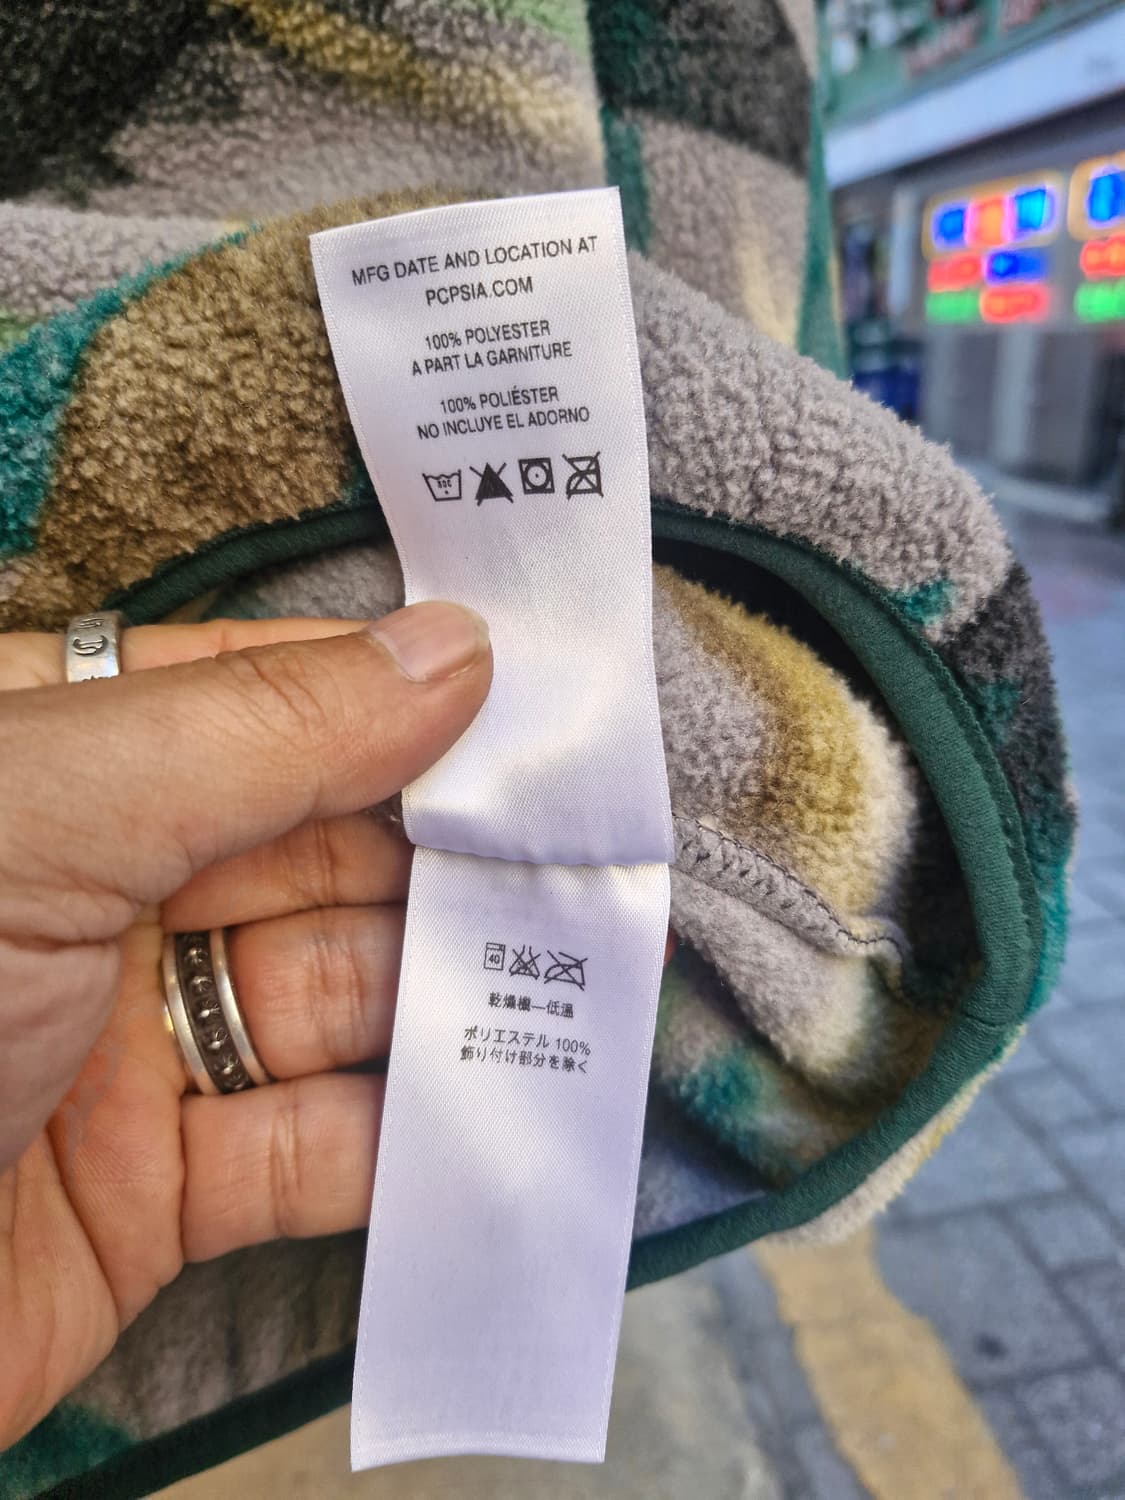 MFG DATE AND LOCATION AT
PCPSIA.COM
100% POLYESTER
A PART LA GARNITURE
100% POLIÉSTER
NO INCLUYE EL ADORNO
40
乾燥機—低温
ポリエステル 100%
飾り付け部分を除く